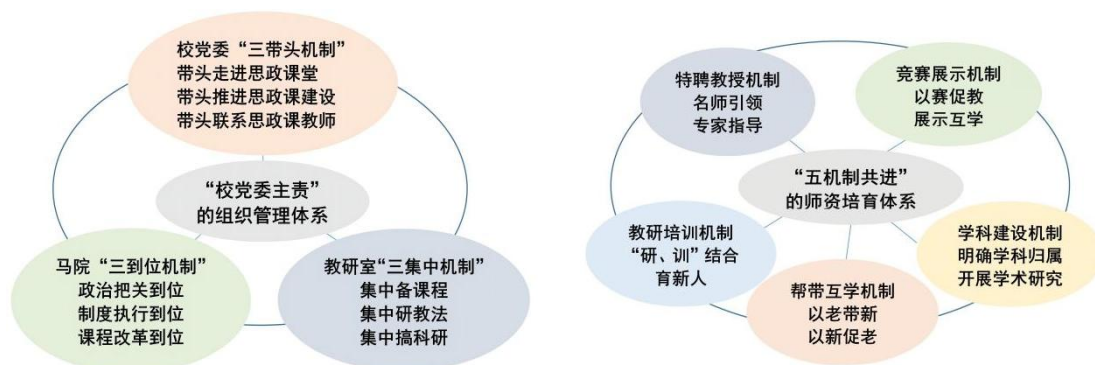 校党委“三带头机制”
带头走进思政课堂
带头推进思政课建设
带头联系思政课教师
“校党委主责”
的组织管理体系
马院“三到位机制”
政治把关到位
制度执行到位
课程改革到位
教研室“三集中机制”
集中备课程
集中研教法
集中搞科研
特聘教授机制
名师引领
专家指导
竞赛展示机制
以赛促教
展示互学
“五机制共进”
的师资培育体系
教研培训机制
“研、训”结合
育新人
学科建设机制
明确学科归属
开展学术研究
帮带互学机制
以老带新
以新促老